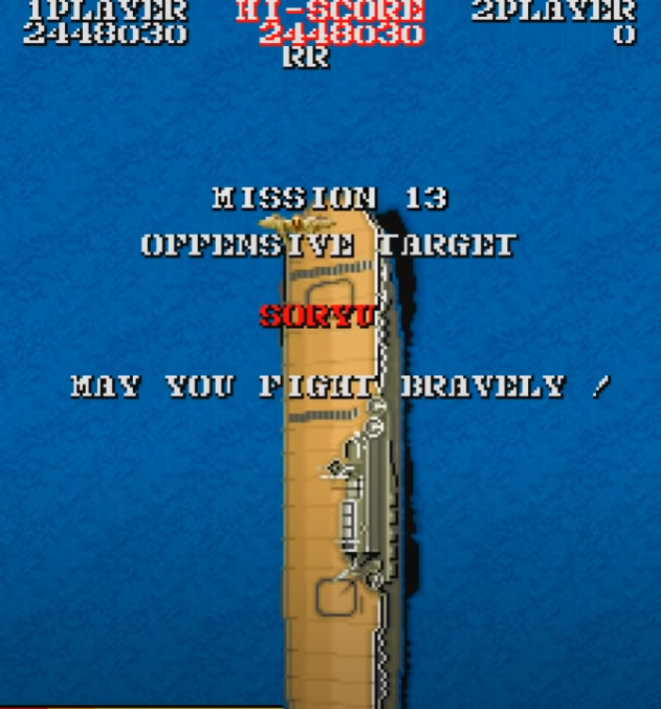 1PLAYER HI-SCORE 2PLAYER
2448030 2448030 0
RR
MISSION 13
OFFENSIVE TARGET
SORYU
MAY YOU FIGHT BRAVELY !